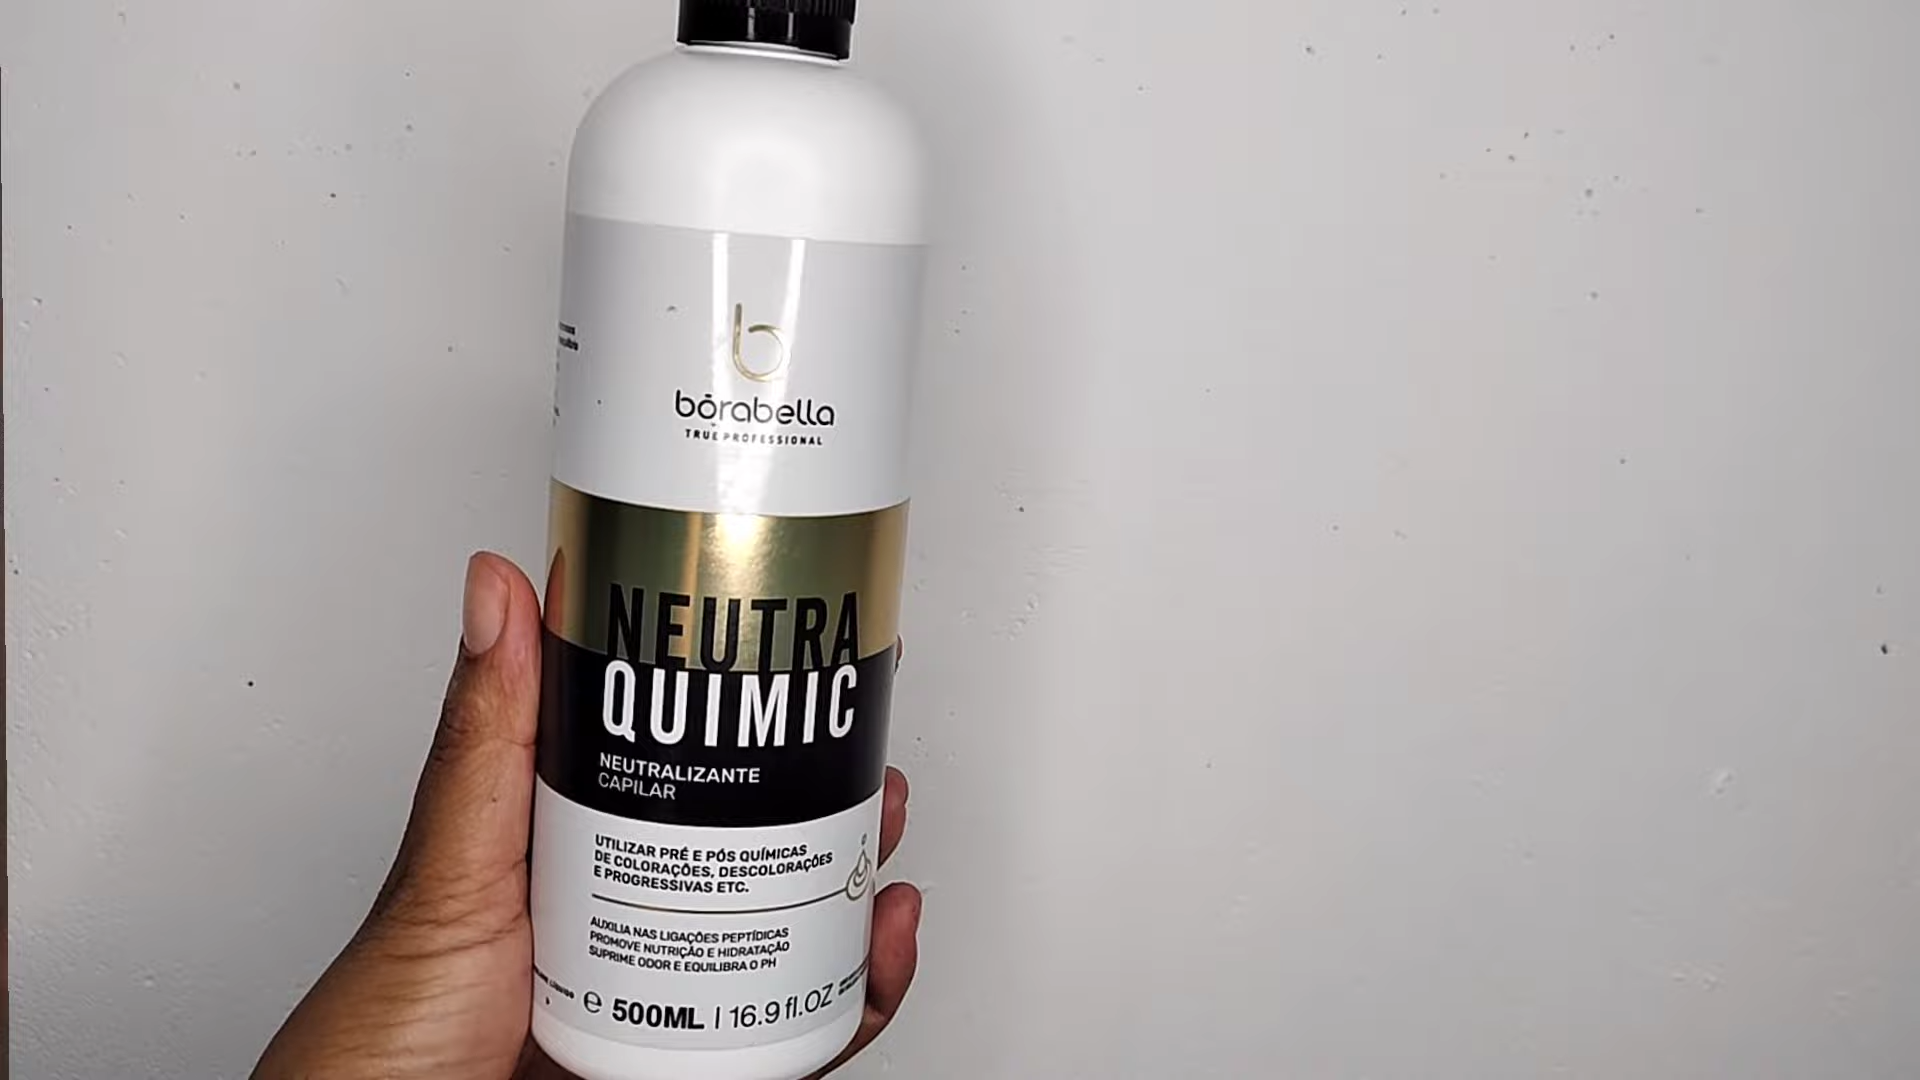 bōrabella
TRUE PROFESSIONAL
NEUTRA
QUIMIC
NEUTRALIZANTE
CAPILAR
UTILIZAR PRÉ E PÓS QUÍMICAS
DE COLORAÇÕES, DESCOLORAÇÕES
E PROGRESSIVAS ETC.
AUXILIA NAS LIGAÇÕES PEPTÍDICAS
PROMOVE NUTRIÇÃO E HIDRATAÇÃO
SUPRIME ODOR E EQUILIBRA O PH
℮ 500ML | 16.9 fl.OZ